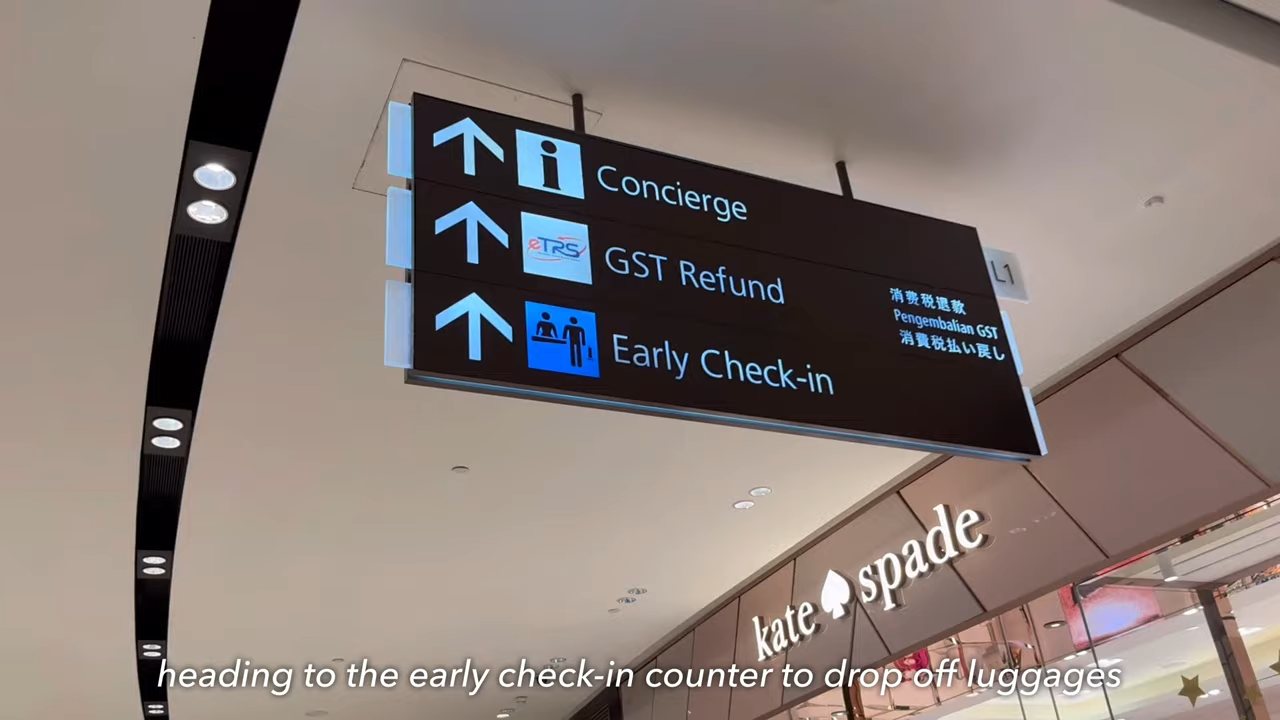 Concierge
eTRS
GST Refund
消费税退款
Pengembalian GST
消費税払い戻し
Early Check-in
L1
kate spade
heading to the early check-in counter to drop off luggages